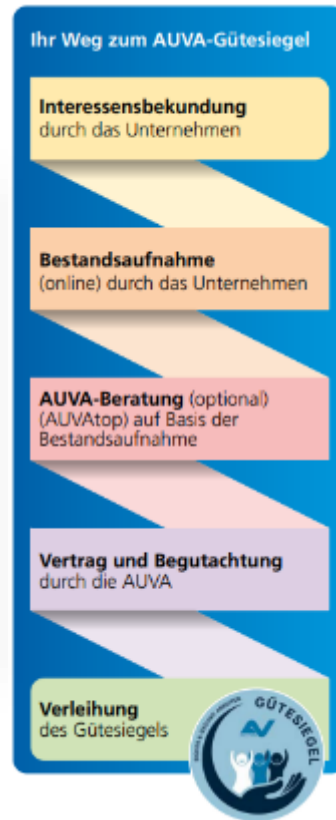 Ihr Weg zum AUVA-Gütesiegel
Interessensbekundung
durch das Unternehmen
Bestandsaufnahme
(online) durch das Unternehmen
AUVA-Beratung (optional)
(AUVAtop) auf Basis der
Bestandsaufnahme
Vertrag und Begutachtung
durch die AUVA
Verleihung
des Gütesiegels
GÜTESIEGEL